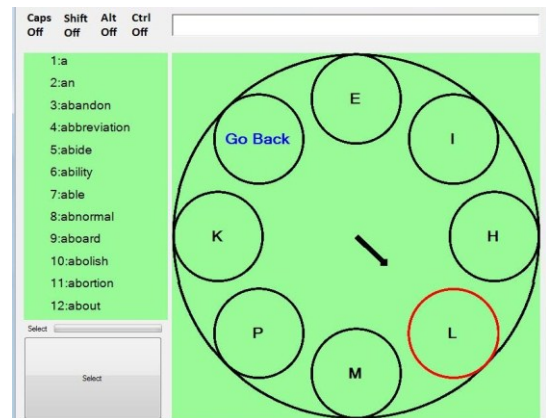 Caps Shift Alt Ctrl
Off Off Off Off
1:a
2:an
3:abandon
4:abbreviation
5:abide
6:ability
7:able
8:abnormal
9:aboard
10:abolish
11:abortion
12:about
Select
Select
E
Go Back I
K H
P L
M